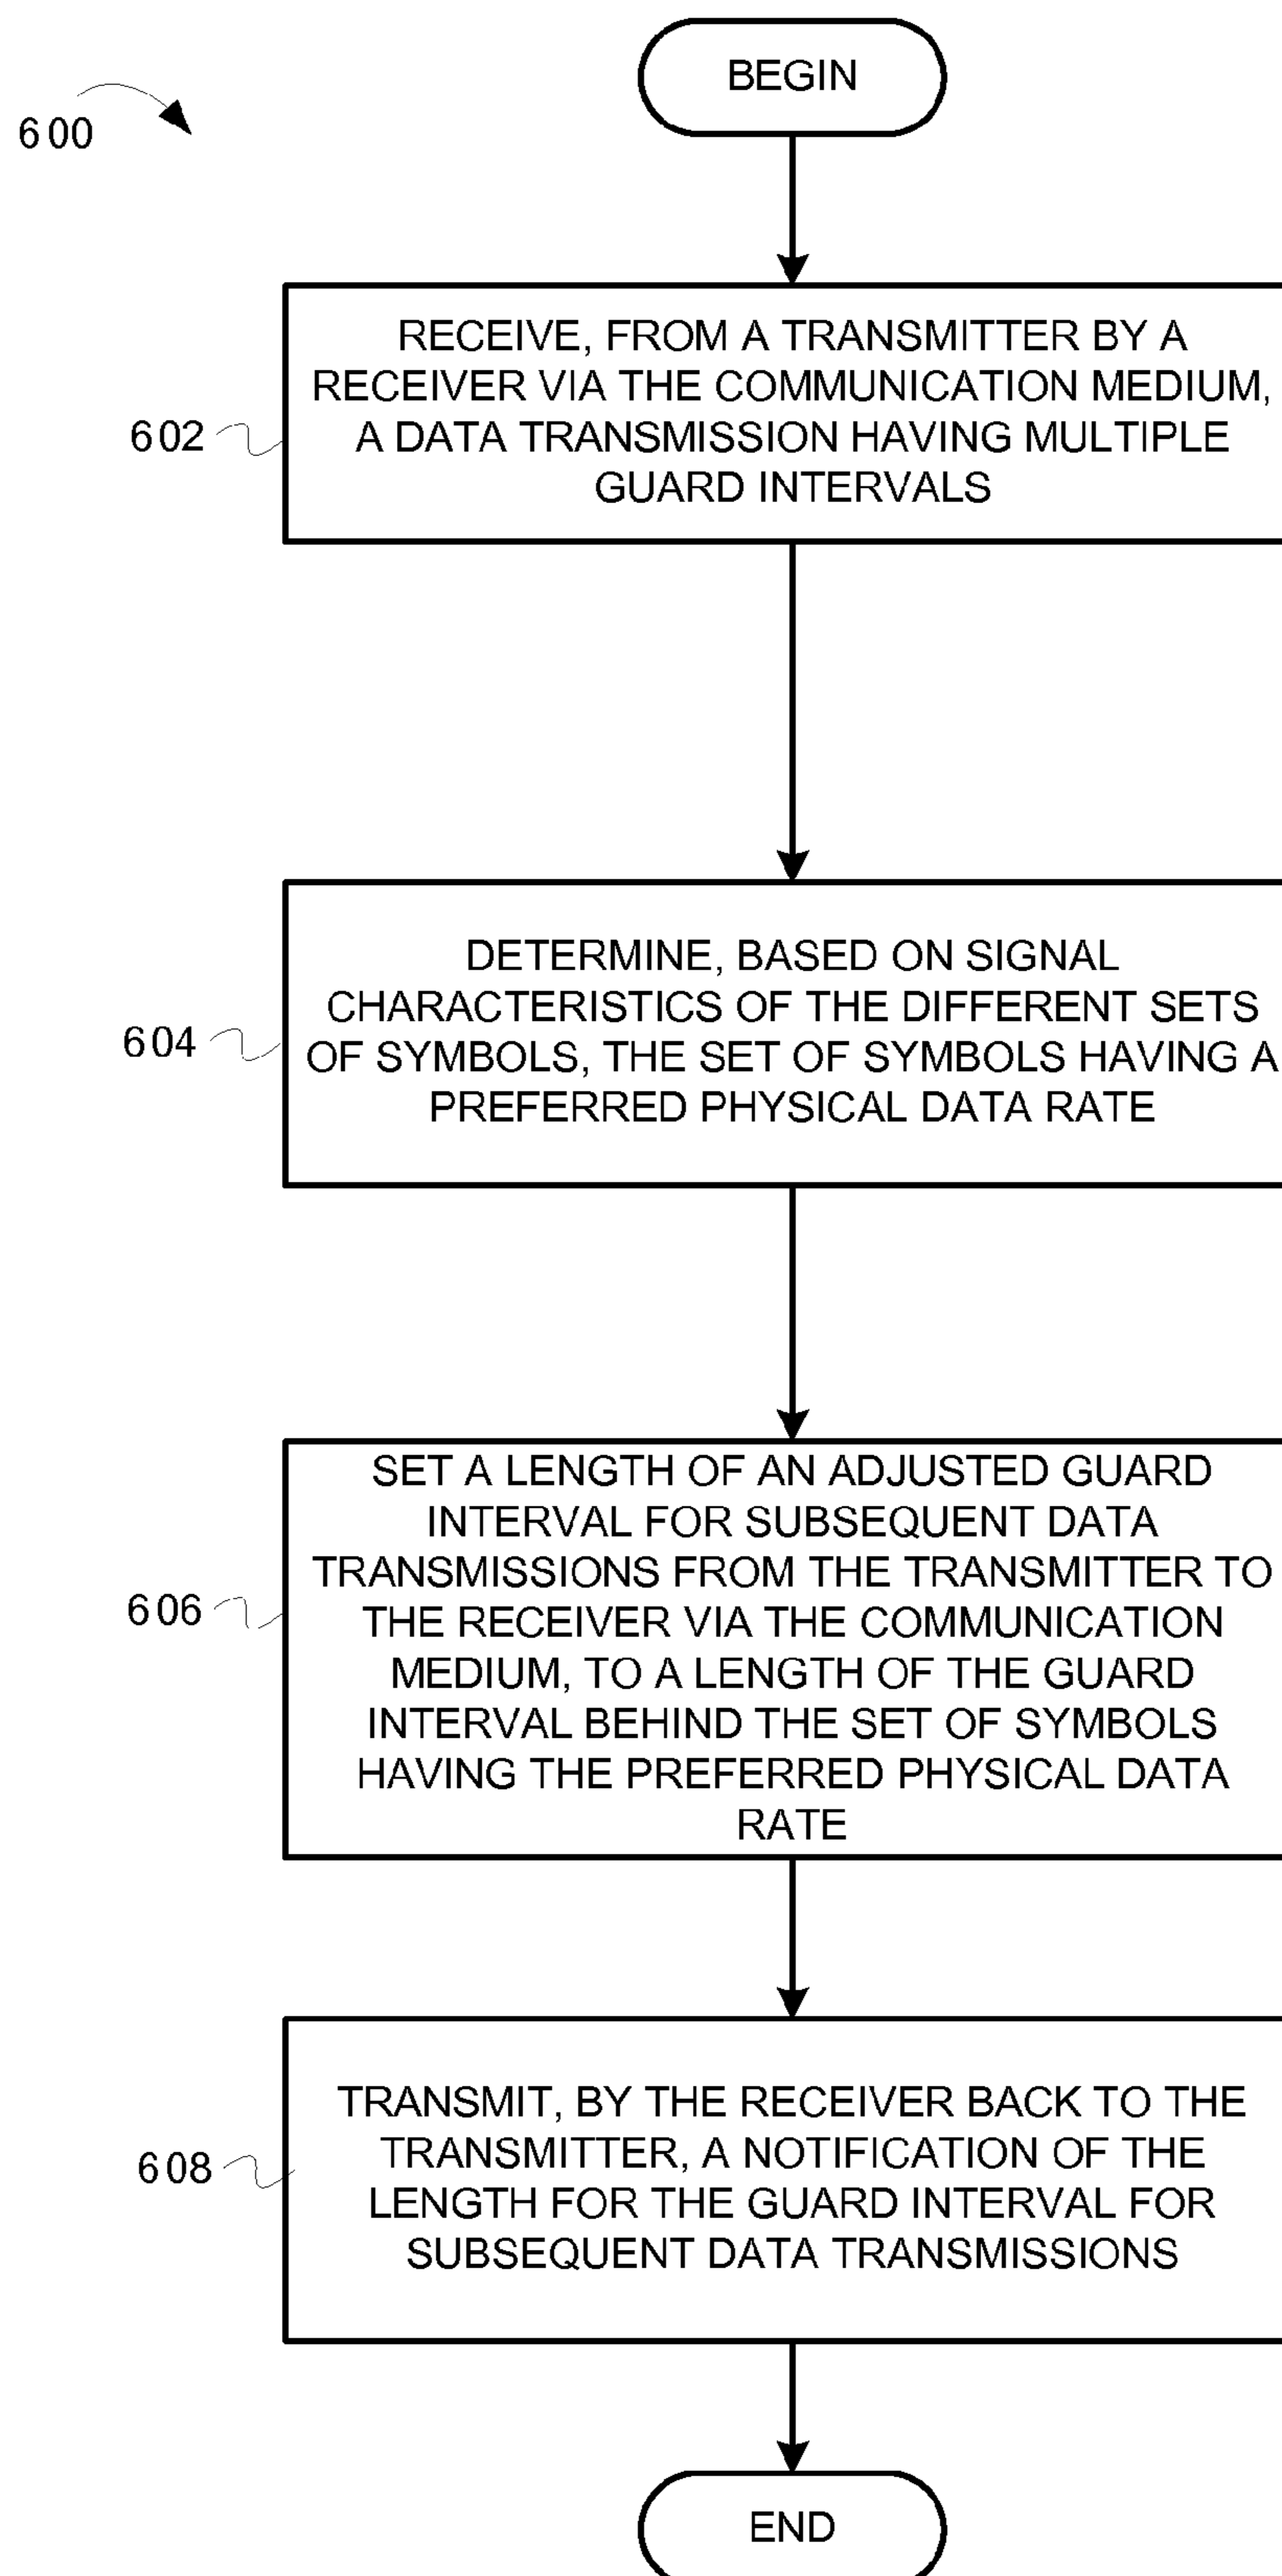 BEGIN
600
RECEIVE, FROM A TRANSMITTER BY A
RECEIVER VIA THE COMMUNICATION MEDIUM,
A DATA TRANSMISSION HAVING MULTIPLE
GUARD INTERVALS
602
DETERMINE, BASED ON SIGNAL
CHARACTERISTICS OF THE DIFFERENT SETS
OF SYMBOLS, THE SET OF SYMBOLS HAVING A
PREFERRED PHYSICAL DATA RATE
604
SET A LENGTH OF AN ADJUSTED GUARD
INTERVAL FOR SUBSEQUENT DATA
TRANSMISSIONS FROM THE TRANSMITTER TO
THE RECEIVER VIA THE COMMUNICATION
MEDIUM, TO A LENGTH OF THE GUARD
INTERVAL BEHIND THE SET OF SYMBOLS
HAVING THE PREFERRED PHYSICAL DATA
RATE
606
TRANSMIT, BY THE RECEIVER BACK TO THE
TRANSMITTER, A NOTIFICATION OF THE
LENGTH FOR THE GUARD INTERVAL FOR
SUBSEQUENT DATA TRANSMISSIONS
608
END